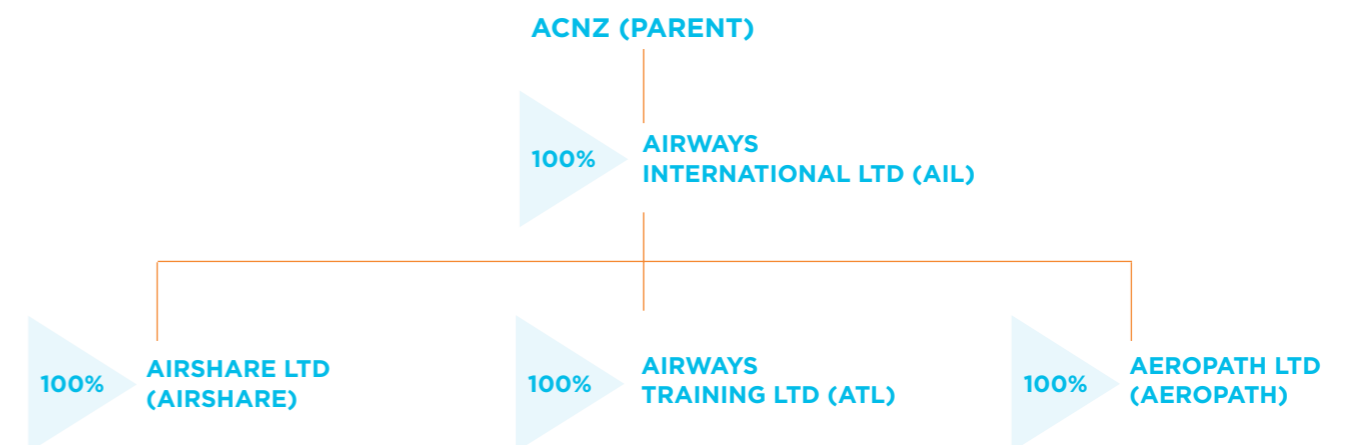 ACNZ (PARENT)
100%
AIRWAYS
INTERNATIONAL LTD (AIL)
100%
AIRSHARE LTD
(AIRSHARE)
100%
AIRWAYS
TRAINING LTD (ATL)
100%
AEROPATH LTD
(AEROPATH)